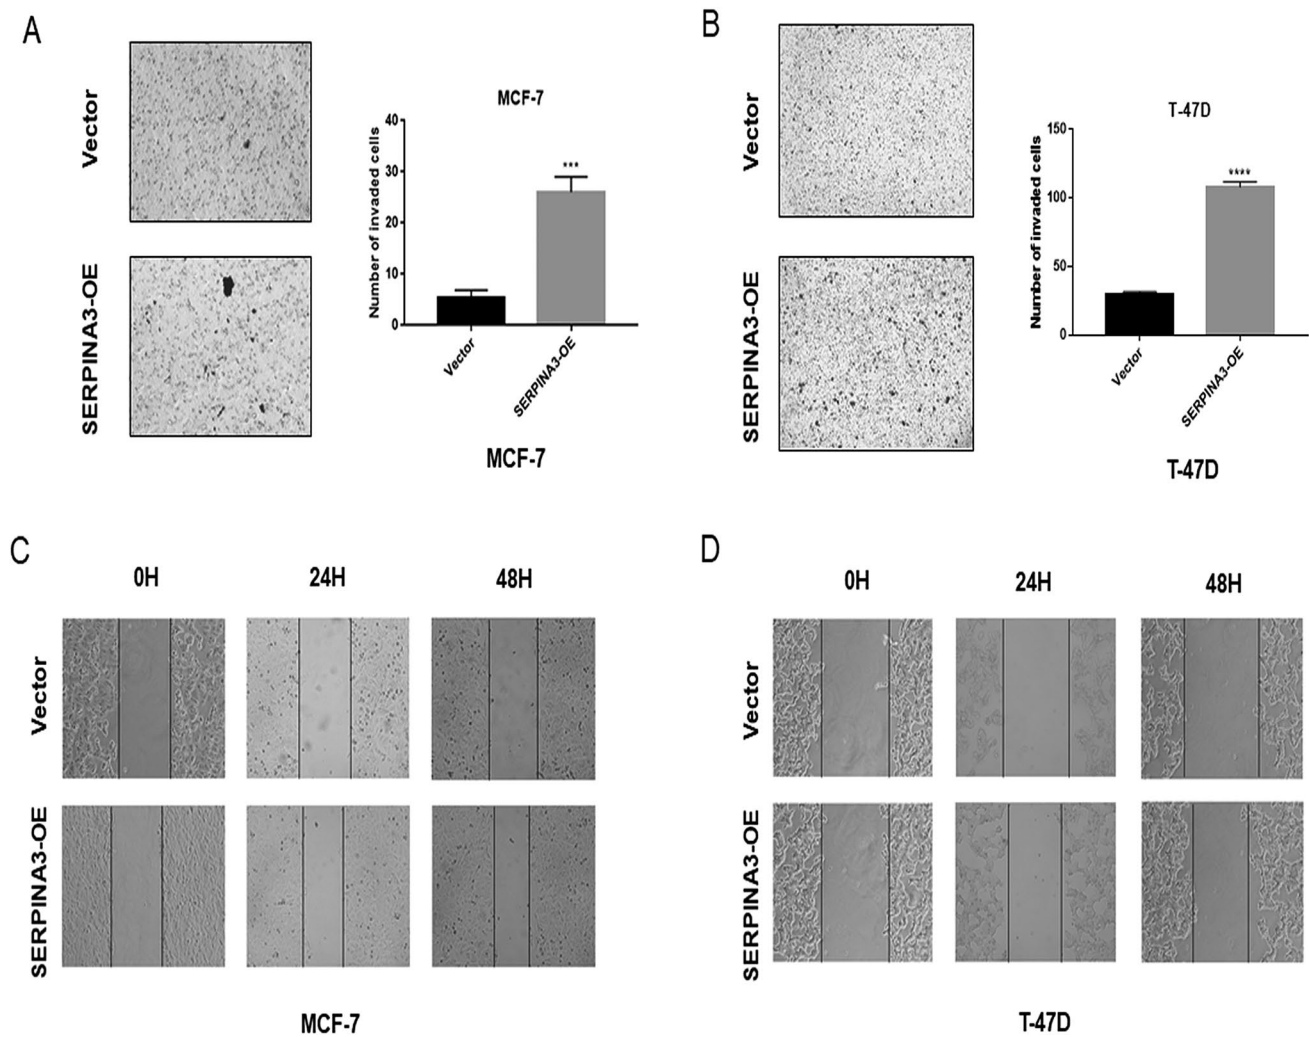 A
Vector
SERPINA3-OE
MCF-7
Number of invaded cells
40
30
20
10
0
***
Vector
SERPINA3-OE
MCF-7
B
Vector
SERPINA3-OE
T-47D
Number of invaded cells
150
100
50
0
****
Vector
SERPINA3-OE
T-47D
C
0H
24H
48H
Vector
SERPINA3-OE
MCF-7
D
0H
24H
48H
Vector
SERPINA3-OE
T-47D